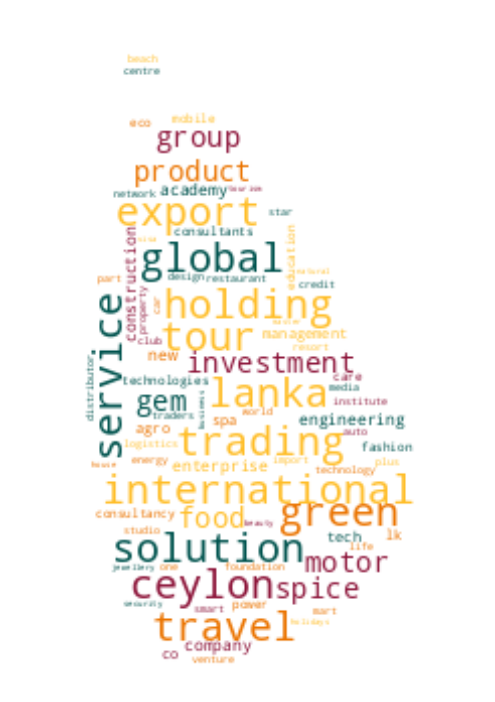 beach
centre
eco
mobile
group
product
network
academy
tourism
export
star
consultants
visa
global
construction
education
natural
part
design
restaurant
credit
holding
car
property
service
tour
management
club
resort
new
investment
technologies
cafe
media
lanka
gem
business
distributor
institute
traders
world
spa
engineering
agro
auto
trading
logistics
fashion
house
energy
enterprise
import
technology
plus
international
consultancy
food
green
beauty
studio
tech
lk
solution
life
motor
jewellery
one
foundation
ceylon
spice
security
smart
power
mart
travel
holidays
company
co
venture